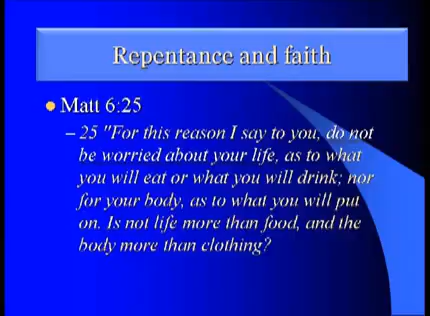 Repentance and faith
Matt 6:25
– 25 "For this reason I say to you, do not
be worried about your life, as to what
you will eat or what you will drink; nor
for your body, as to what you will put
on. Is not life more than food, and the
body more than clothing?